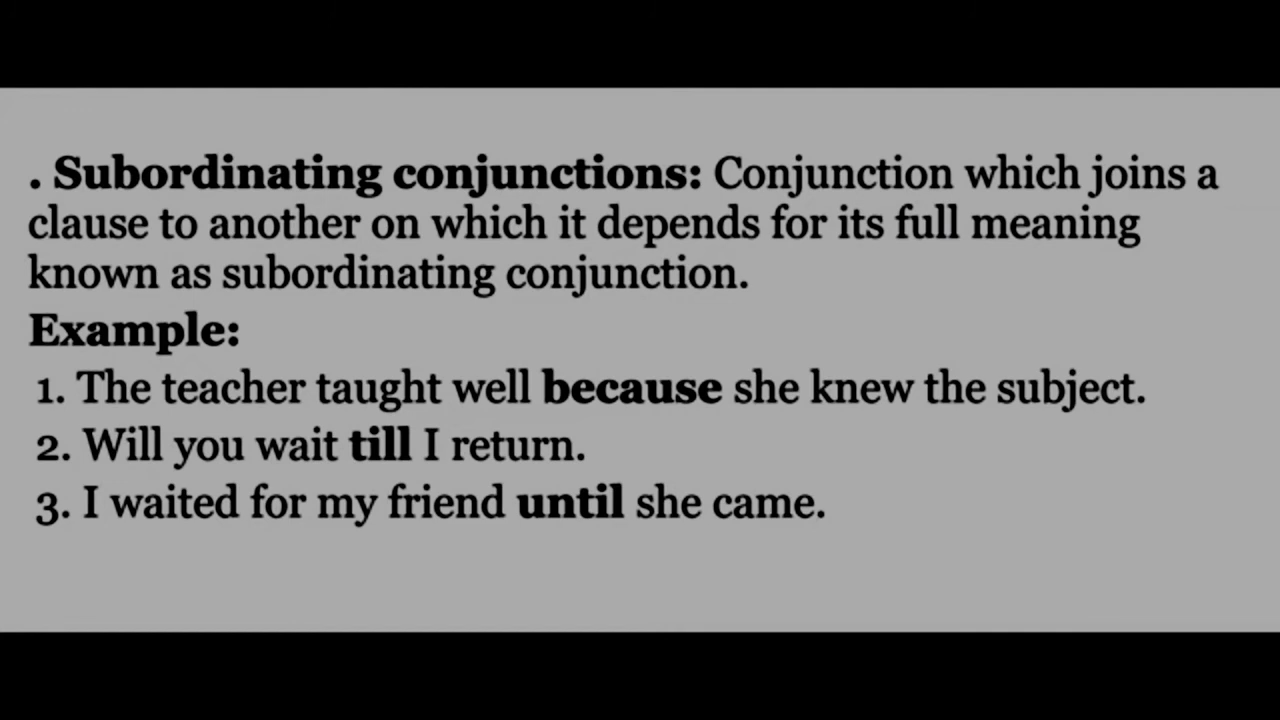 . Subordinating conjunctions: Conjunction which joins a
clause to another on which it depends for its full meaning
known as subordinating conjunction.
Example:
1. The teacher taught well because she knew the subject.
2. Will you wait till I return.
3. I waited for my friend until she came.